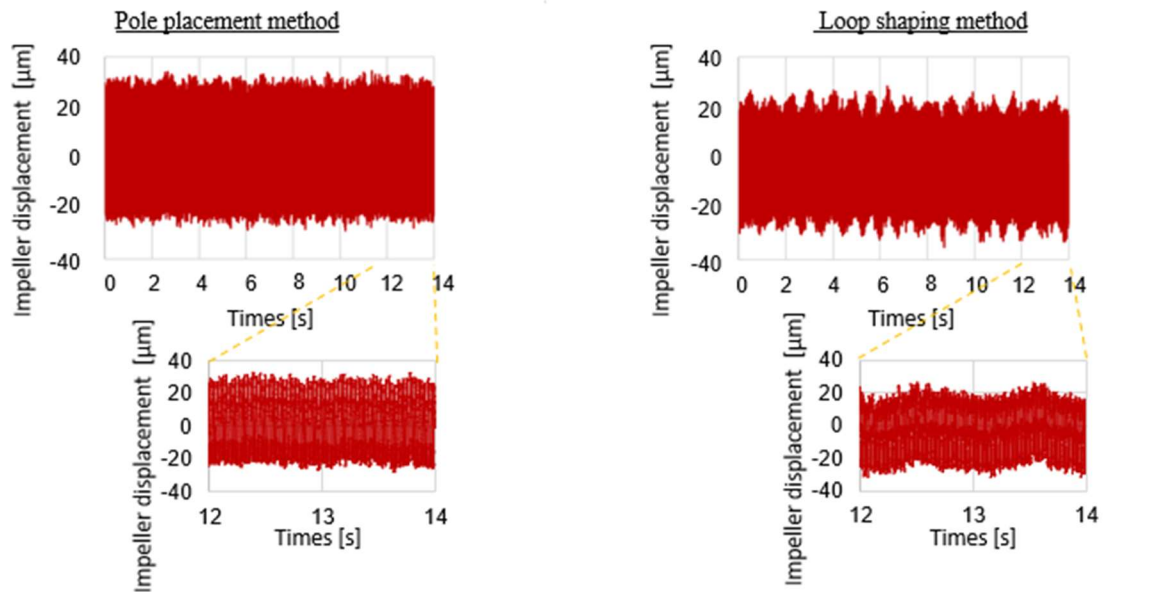 Pole placement method
Impeller displacement [μm]
40
20
0
-20
-40
0 2 4 6 8 10 12 14
Times [s]
Impeller displacement [μm]
40
20
0
-20
-40
12 13 14
Times [s]
Loop shaping method
Impeller displacement [μm]
40
20
0
-20
-40
0 2 4 6 8 10 12 14
Times [s]
Impeller displacement [μm]
40
20
0
-20
-40
12 13 14
Times [s]